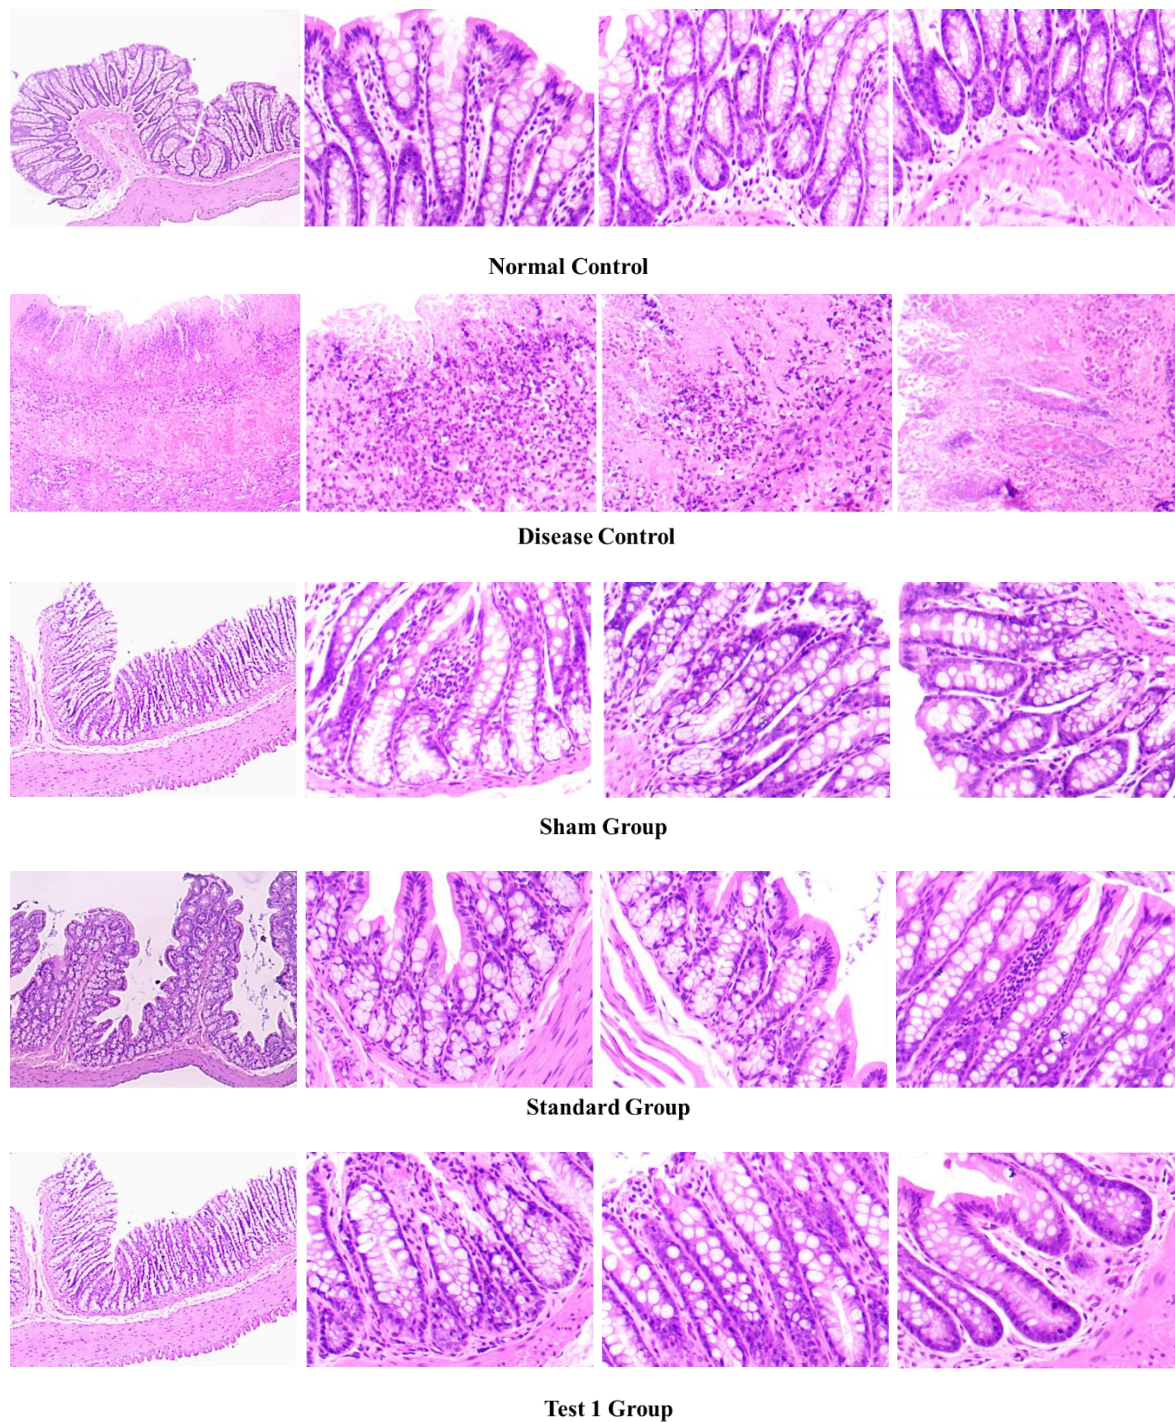 Normal Control
Disease Control
Sham Group
Standard Group
Test 1 Group